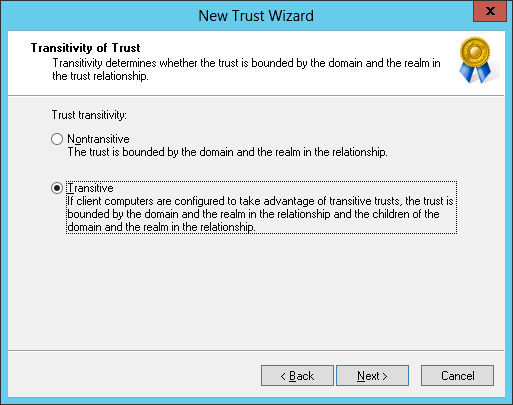 New Trust Wizard
x
Transitivity of Trust
Transitivity determines whether the trust is bounded by the domain and the realm in
the trust relationship.
Trust transitivity:
Nontransitive
The trust is bounded by the domain and the realm in the relationship.
Transitive
If client computers are configured to take advantage of transitive trusts, the trust is
bounded by the domain and the realm in the relationship and the children of the
domain and the realm in the relationship.
< Back Next > Cancel